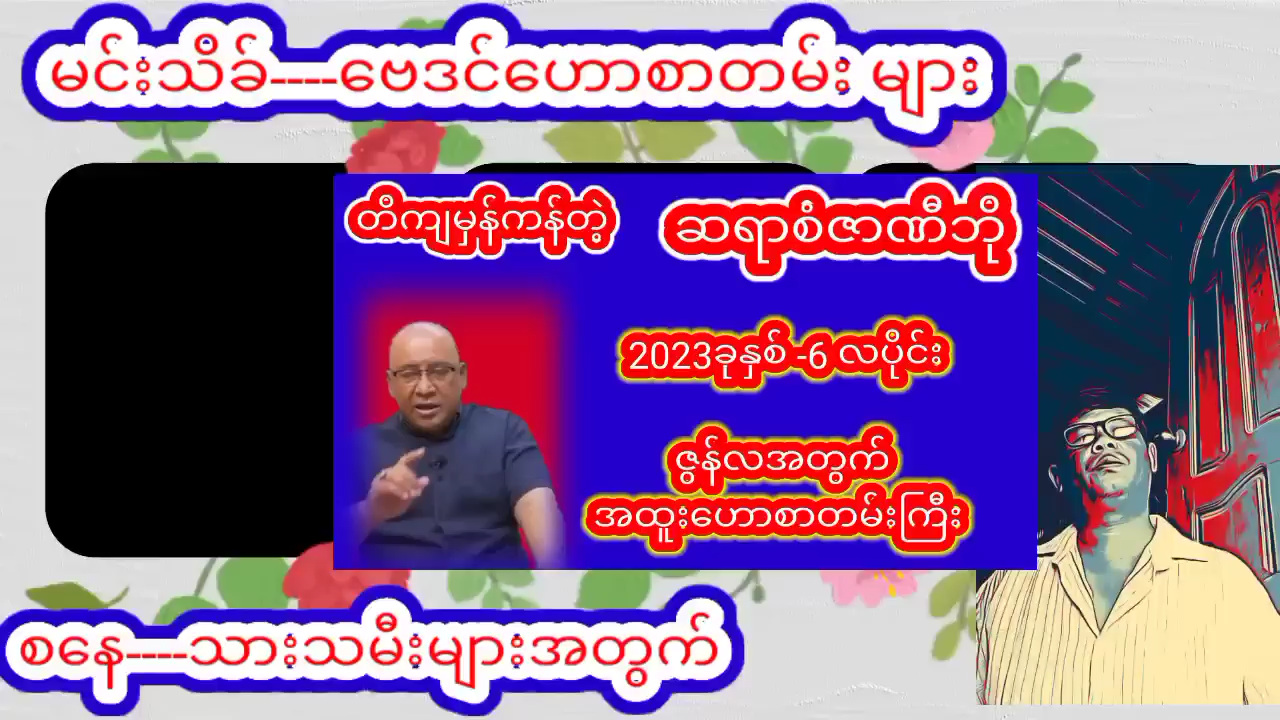 မင်းသိခ်----ဗေဒင်ဟောစာတမ်း များ
တိကျမှန်ကန်တဲ့
ဆရာစံဇာဏီဘို
2023ခုနှစ် -6 လပိုင်း
ဇွန်လအတွက်
အထူးဟောစာတမ်းကြီး
စနေ----သားသမီးများအတွက်